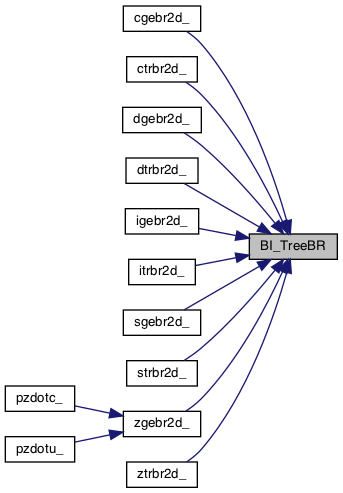 cgebr2d_
ctrbr2d_
dgebr2d_
dtrbr2d_
igebr2d_
BI_TreeBR
itrbr2d_
sgebr2d_
strbr2d_
pzdotc_
zgebr2d_
pzdotu_
ztrbr2d_